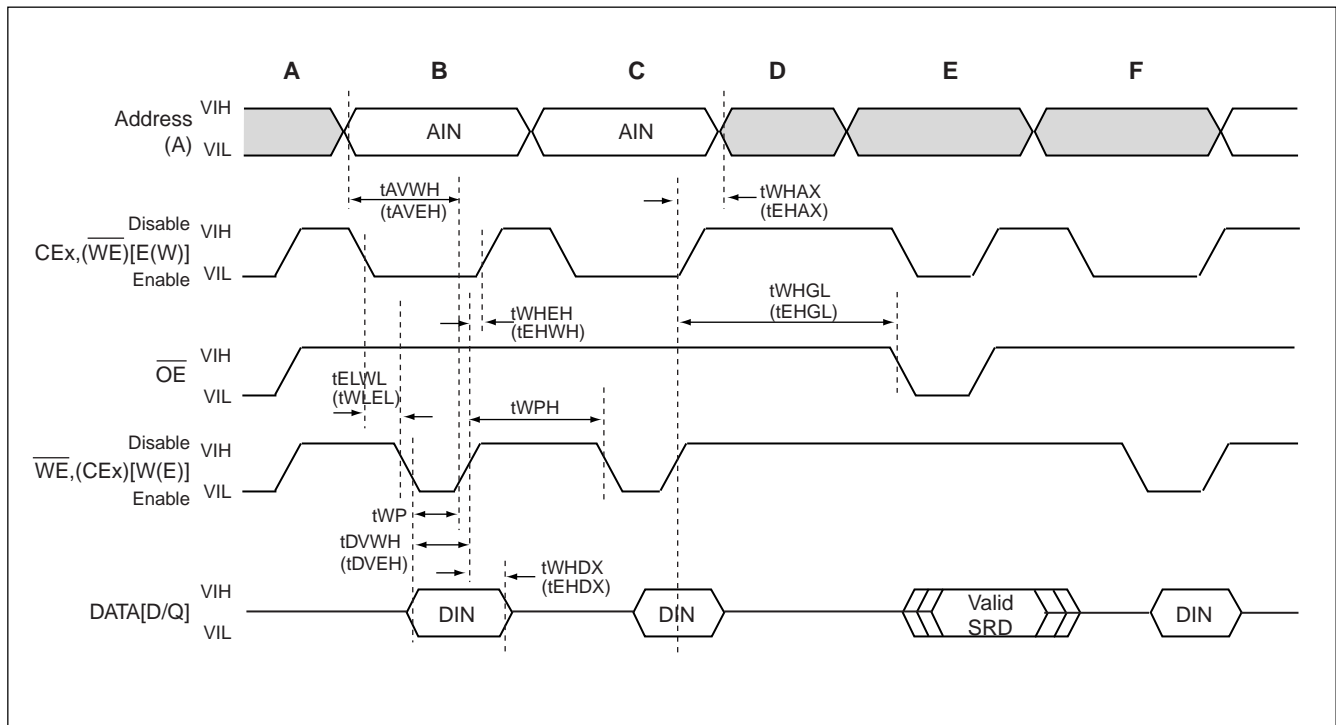 A B C D E F
Address
(A)
VIH
VIL
AIN
AIN
tAVWH
(tAVEH)
tWHAX
(tEHAX)
Disable
CEx,(WE)[E(W)]
Enable
VIH
VIL
tWHEH
(tEHWH)
tWHGL
(tEHGL)
OE
VIH
VIL
tELWL
(tWLEL)
tWPH
Disable
WE,(CEx)[W(E)]
Enable
VIH
VIL
tWP
tDVWH
(tDVEH)
tWHDX
(tEHDX)
DATA[D/Q]
VIH
VIL
DIN
DIN
Valid
SRD
DIN